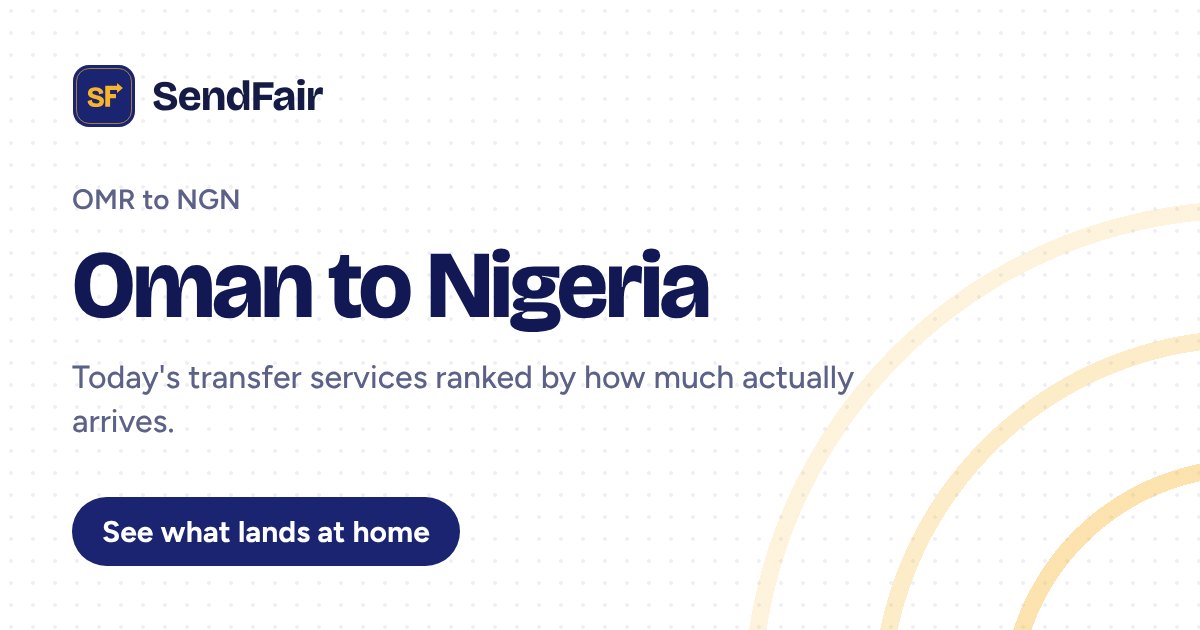 SF
SendFair
OMR to NGN
Oman to Nigeria
Today's transfer services ranked by how much actually
arrives.
See what lands at home